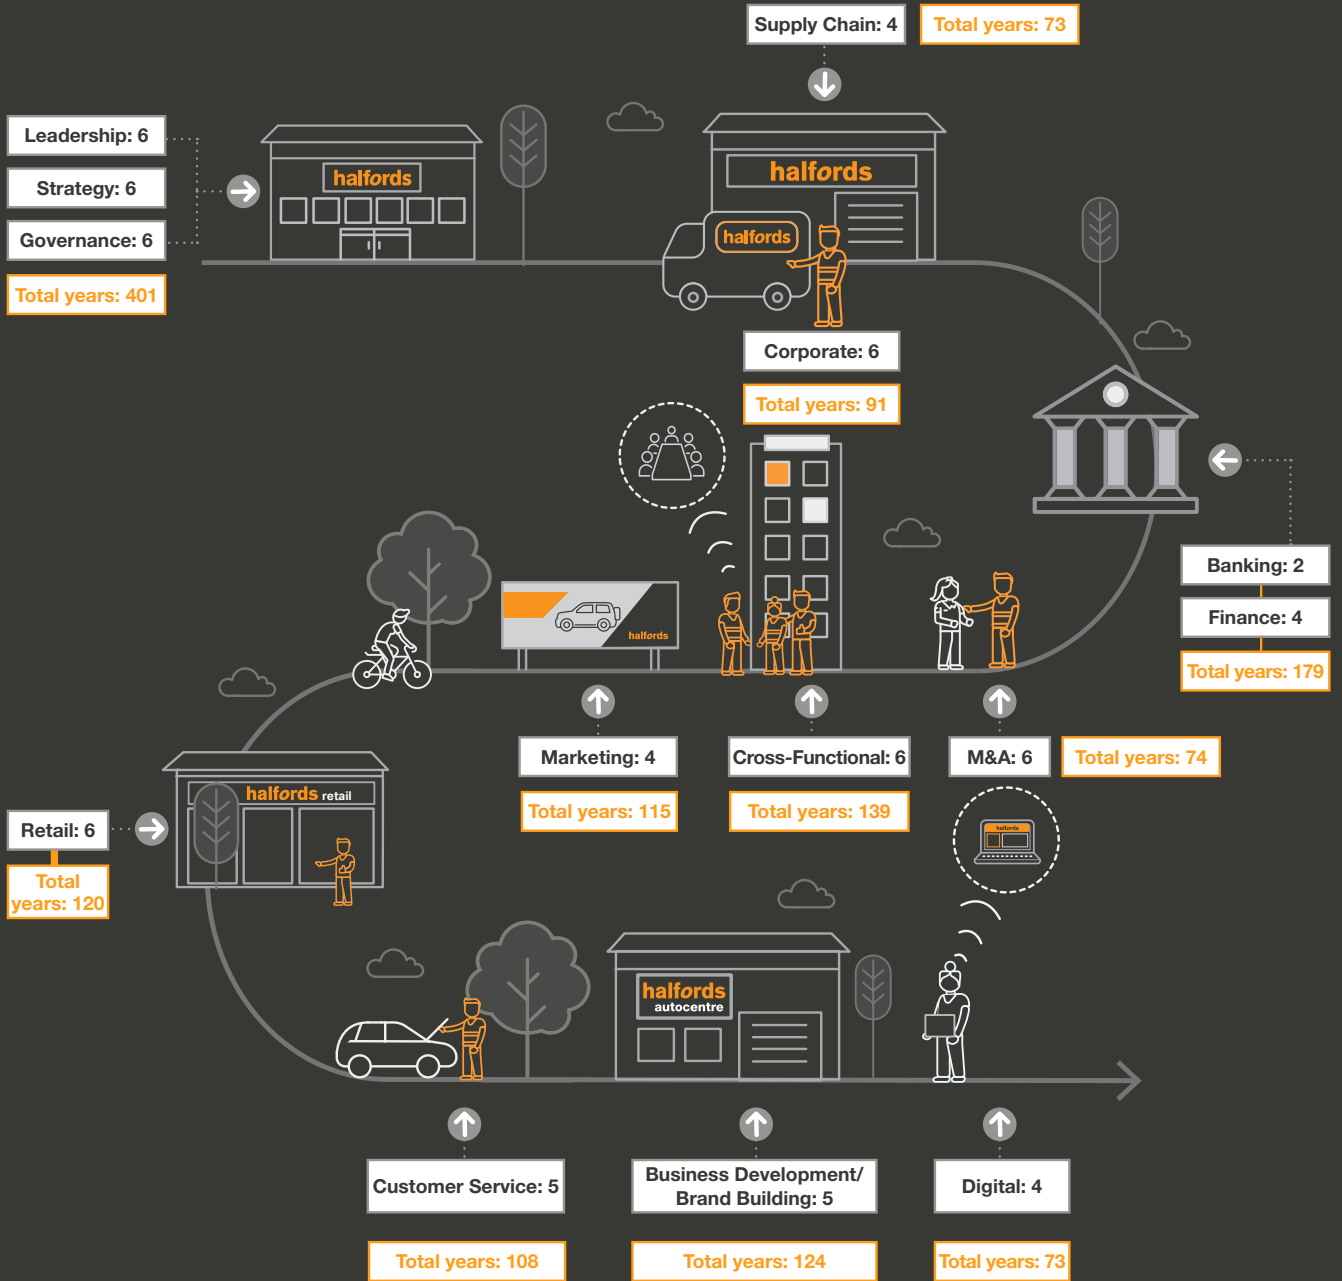 Supply Chain: 4
Total years: 73
Leadership: 6
Strategy: 6
Governance: 6
Total years: 401
halfords
halfords
halfords
Corporate: 6
Total years: 91
Banking: 2
Finance: 4
Total years: 179
halfords
Marketing: 4
Total years: 115
Cross-Functional: 6
Total years: 139
M&A: 6
Total years: 74
halfords retail
Retail: 6
Total
years: 120
halfords
halfords
autocentre
Customer Service: 5
Total years: 108
Business Development/
Brand Building: 5
Total years: 124
Digital: 4
Total years: 73